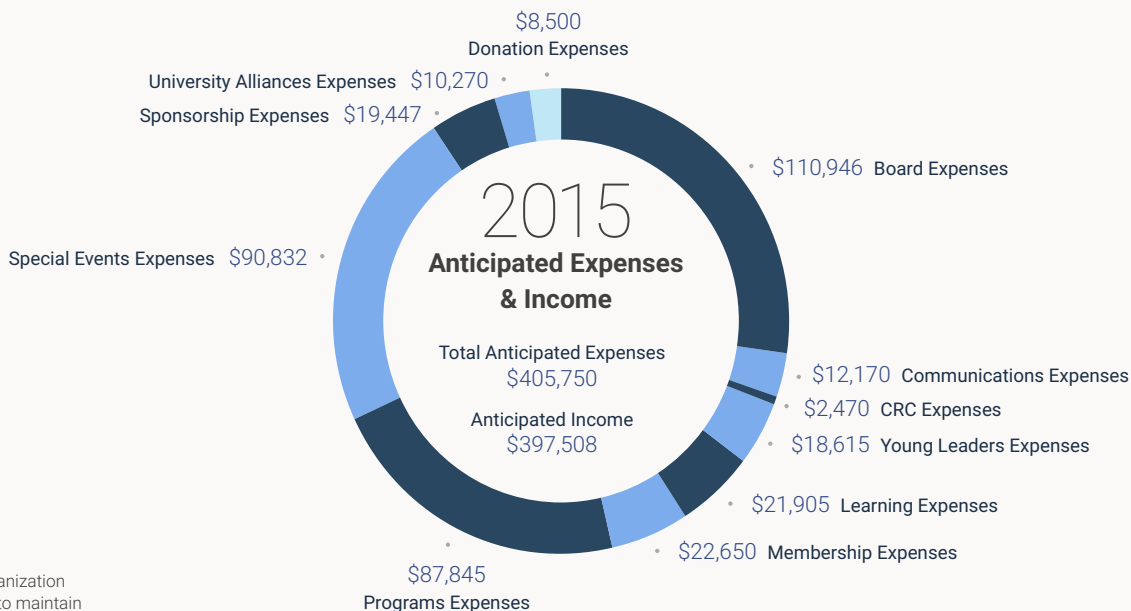 $8,500
Donation Expenses
University Alliances Expenses $10,270
Sponsorship Expenses $19,447
$110,946 Board Expenses
2015
Anticipated Expenses
& Income
Special Events Expenses $90,832
Total Anticipated Expenses
$405,750
$12,170 Communications Expenses
$2,470 CRC Expenses
Anticipated Income
$397,508
$18,615 Young Leaders Expenses
$21,905 Learning Expenses
$22,650 Membership Expenses
$87,845
Programs Expenses
to maintain